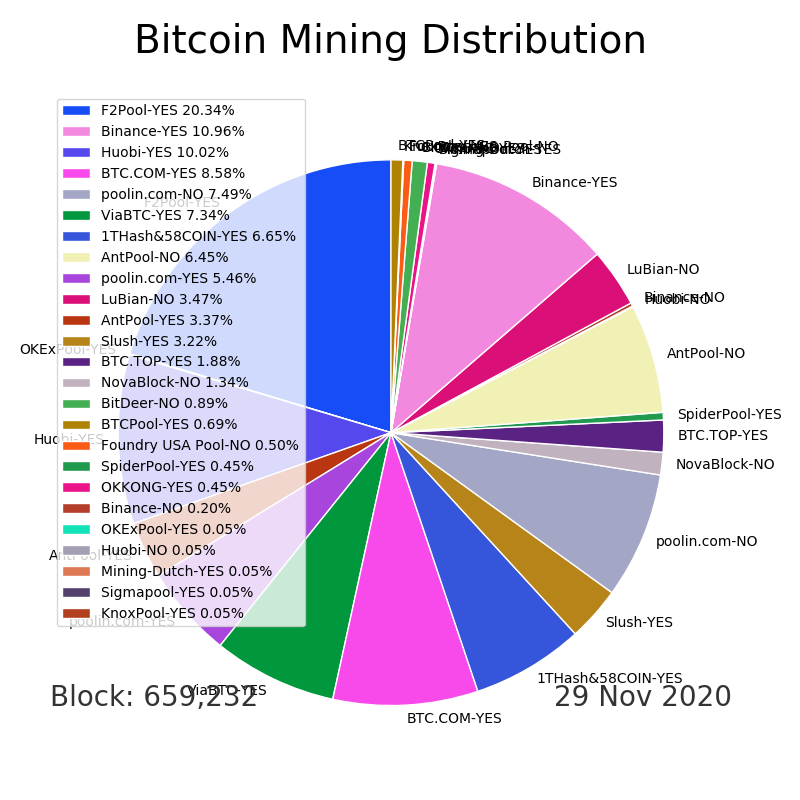 Bitcoin Mining Distribution
F2Pool-YES 20.34%
Binance-YES 10.96%
Huobi-YES 10.02%
BTC.COM-YES 8.58%
poolin.com-NO 7.49%
ViaBTC-YES 7.34%
1THash&58COIN-YES 6.65%
AntPool-NO 6.45%
poolin.com-YES 5.46%
LuBian-NO 3.47%
AntPool-YES 3.37%
Slush-YES 3.22%
BTC.TOP-YES 1.88%
NovaBlock-NO 1.34%
BitDeer-NO 0.89%
BTCPool-YES 0.69%
Foundry USA Pool-NO 0.50%
SpiderPool-YES 0.45%
OKKONG-YES 0.45%
Binance-NO 0.20%
OKExPool-YES 0.05%
Huobi-NO 0.05%
Mining-Dutch-YES 0.05%
Sigmapool-YES 0.05%
KnoxPool-YES 0.05%
Binance-YES
LuBian-NO
Binance-NO
Huobi-NO
AntPool-NO
SpiderPool-YES
BTC.TOP-YES
NovaBlock-NO
poolin.com-NO
Slush-YES
1THash&58COIN-YES
BTC.COM-YES
ViaBTC-YES
poolin.com-YES
AntPool-YES
Huobi-YES
OKExPool-YES
F2Pool-YES
Block: 659,232
29 Nov 2020